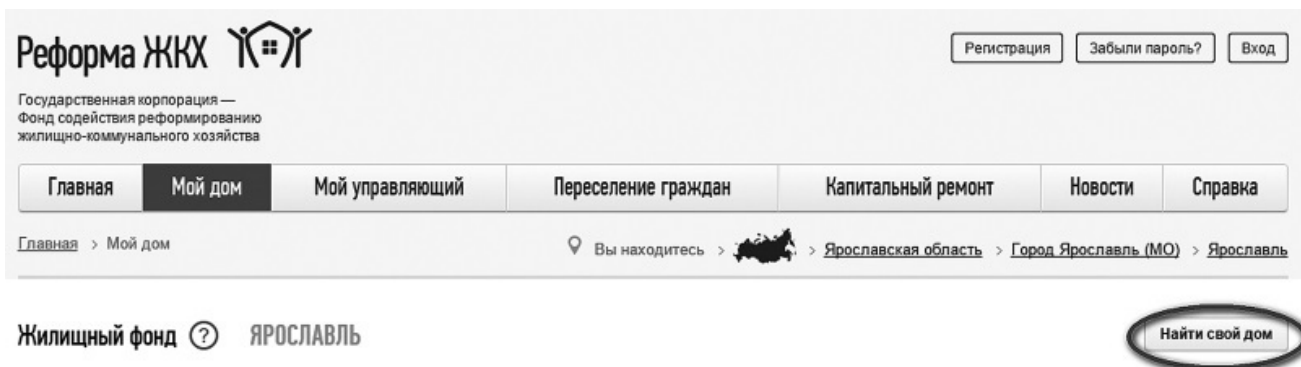 Реформа ЖКХ
Регистрация Забыли пароль? Вход
Государственная корпорация —
Фонд содействия реформированию
жилищно-коммунального хозяйства
Главная Мой дом Мой управляющий Переселение граждан Капитальный ремонт Новости Справка
Главная > Мой дом Вы находитесь > > Ярославская область > Город Ярославль (МО) > Ярославль
Жилищный фонд ? ЯРОСЛАВЛЬ Найти свой дом